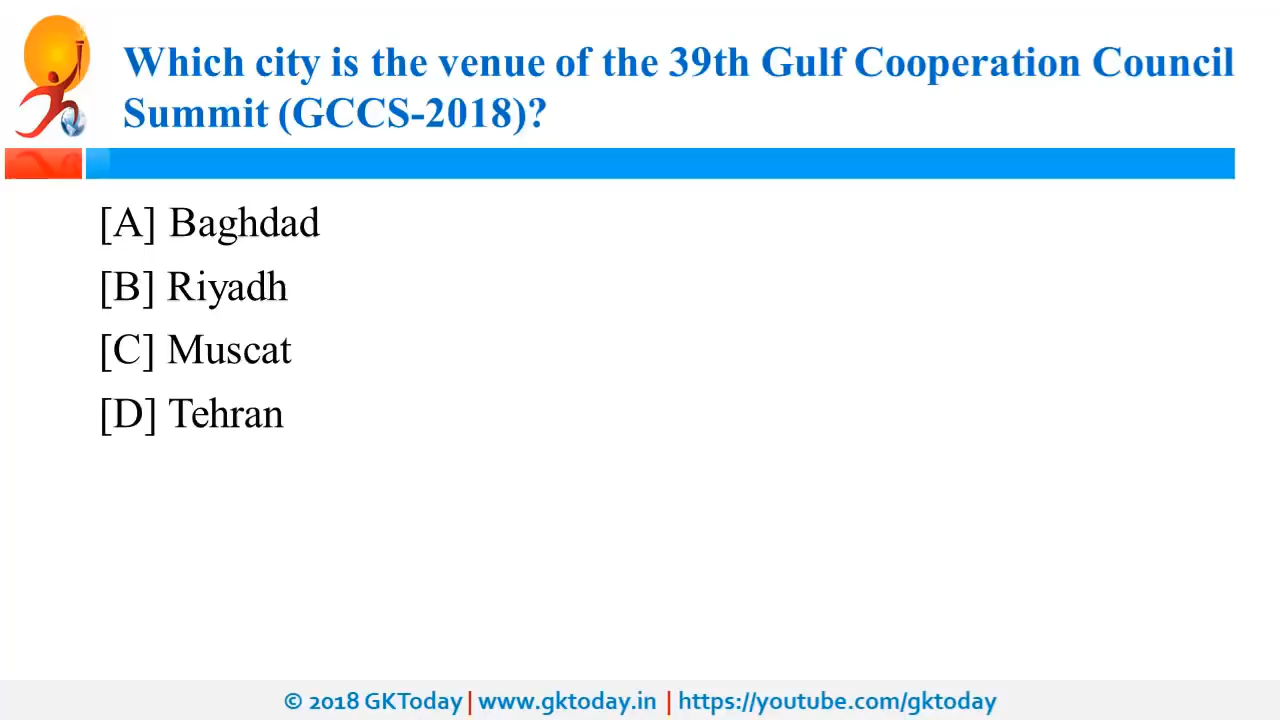 Which city is the venue of the 39th Gulf Cooperation Council
Summit (GCCS-2018)?
[A] Baghdad
[B] Riyadh
[C] Muscat
[D] Tehran
© 2018 GKToday | www.gktoday.in | https://youtube.com/gktoday